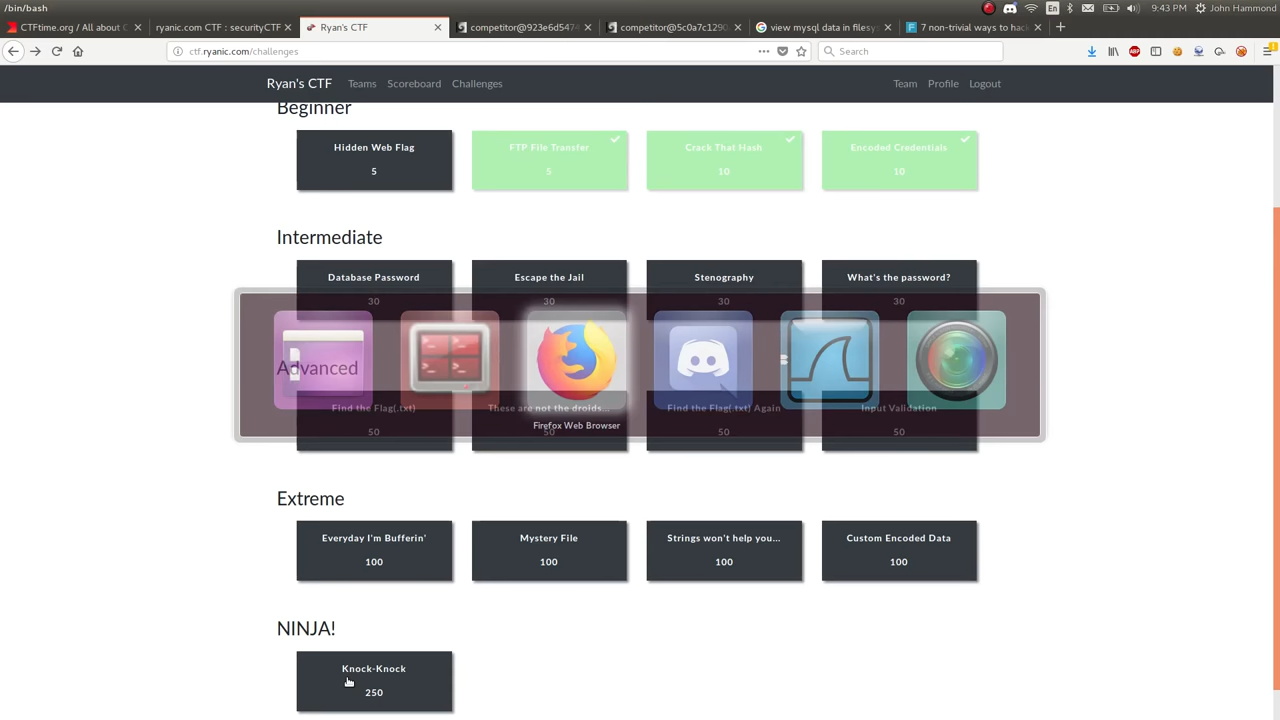 /bin/bash
En
9:43 PM
John Hammond
CTFtime.org / All about C
ryanic.com CTF : securityCTF
Ryan's CTF
competitor@923e6d5474
competitor@5c0a7c1290
view mysql data in filesys
7 non-trivial ways to hack
ctf.ryanic.com/challenges
Search
ABP
Ryan's CTF
Teams
Scoreboard
Challenges
Team
Profile
Logout
Beginner
Hidden Web Flag
FTP File Transfer
Crack That Hash
Encoded Credentials
5
5
10
10
Intermediate
Database Password
Escape the Jail
Stenography
What's the password?
30
30
30
30
Advanced
Find the Flag(.txt)
These are not the droids...
Find the Flag(.txt) Again
Input Validation
Firefox Web Browser
50
50
50
50
Extreme
Everyday I'm Bufferin'
Mystery File
Strings won't help you...
Custom Encoded Data
100
100
100
100
NINJA!
Knock-Knock
250